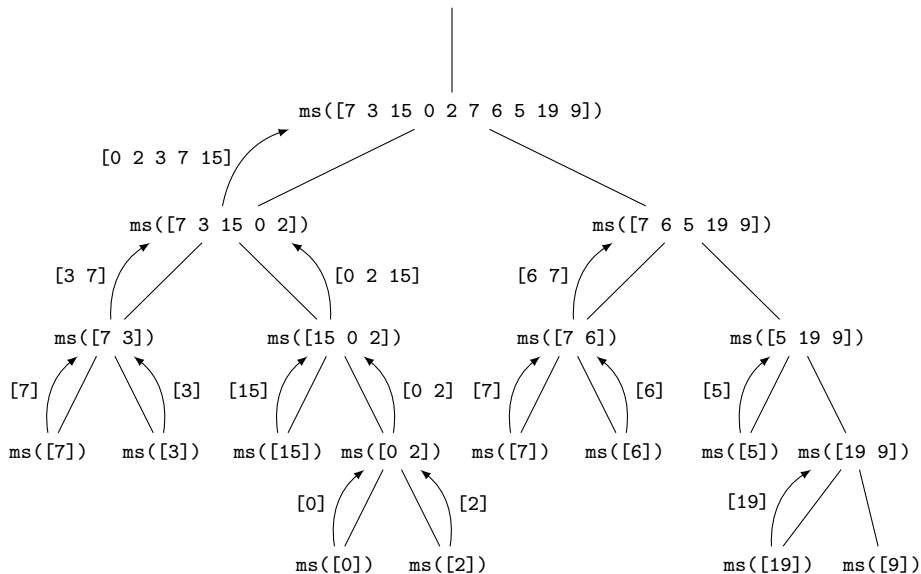 ms([7 3 15 0 2 7 6 5 19 9])
[0 2 3 7 15]
ms([7 3 15 0 2])
ms([7 6 5 19 9])
[3 7]
[0 2 15]
[6 7]
ms([7 3])
ms([15 0 2])
ms([7 6])
ms([5 19 9])
[7]
[3]
[15]
[0 2]
[7]
[6]
[5]
ms([7])
ms([3])
ms([15])
ms([0 2])
ms([7])
ms([6])
ms([5])
ms([19 9])
[0]
[2]
[19]
ms([0])
ms([2])
ms([19])
ms([9])